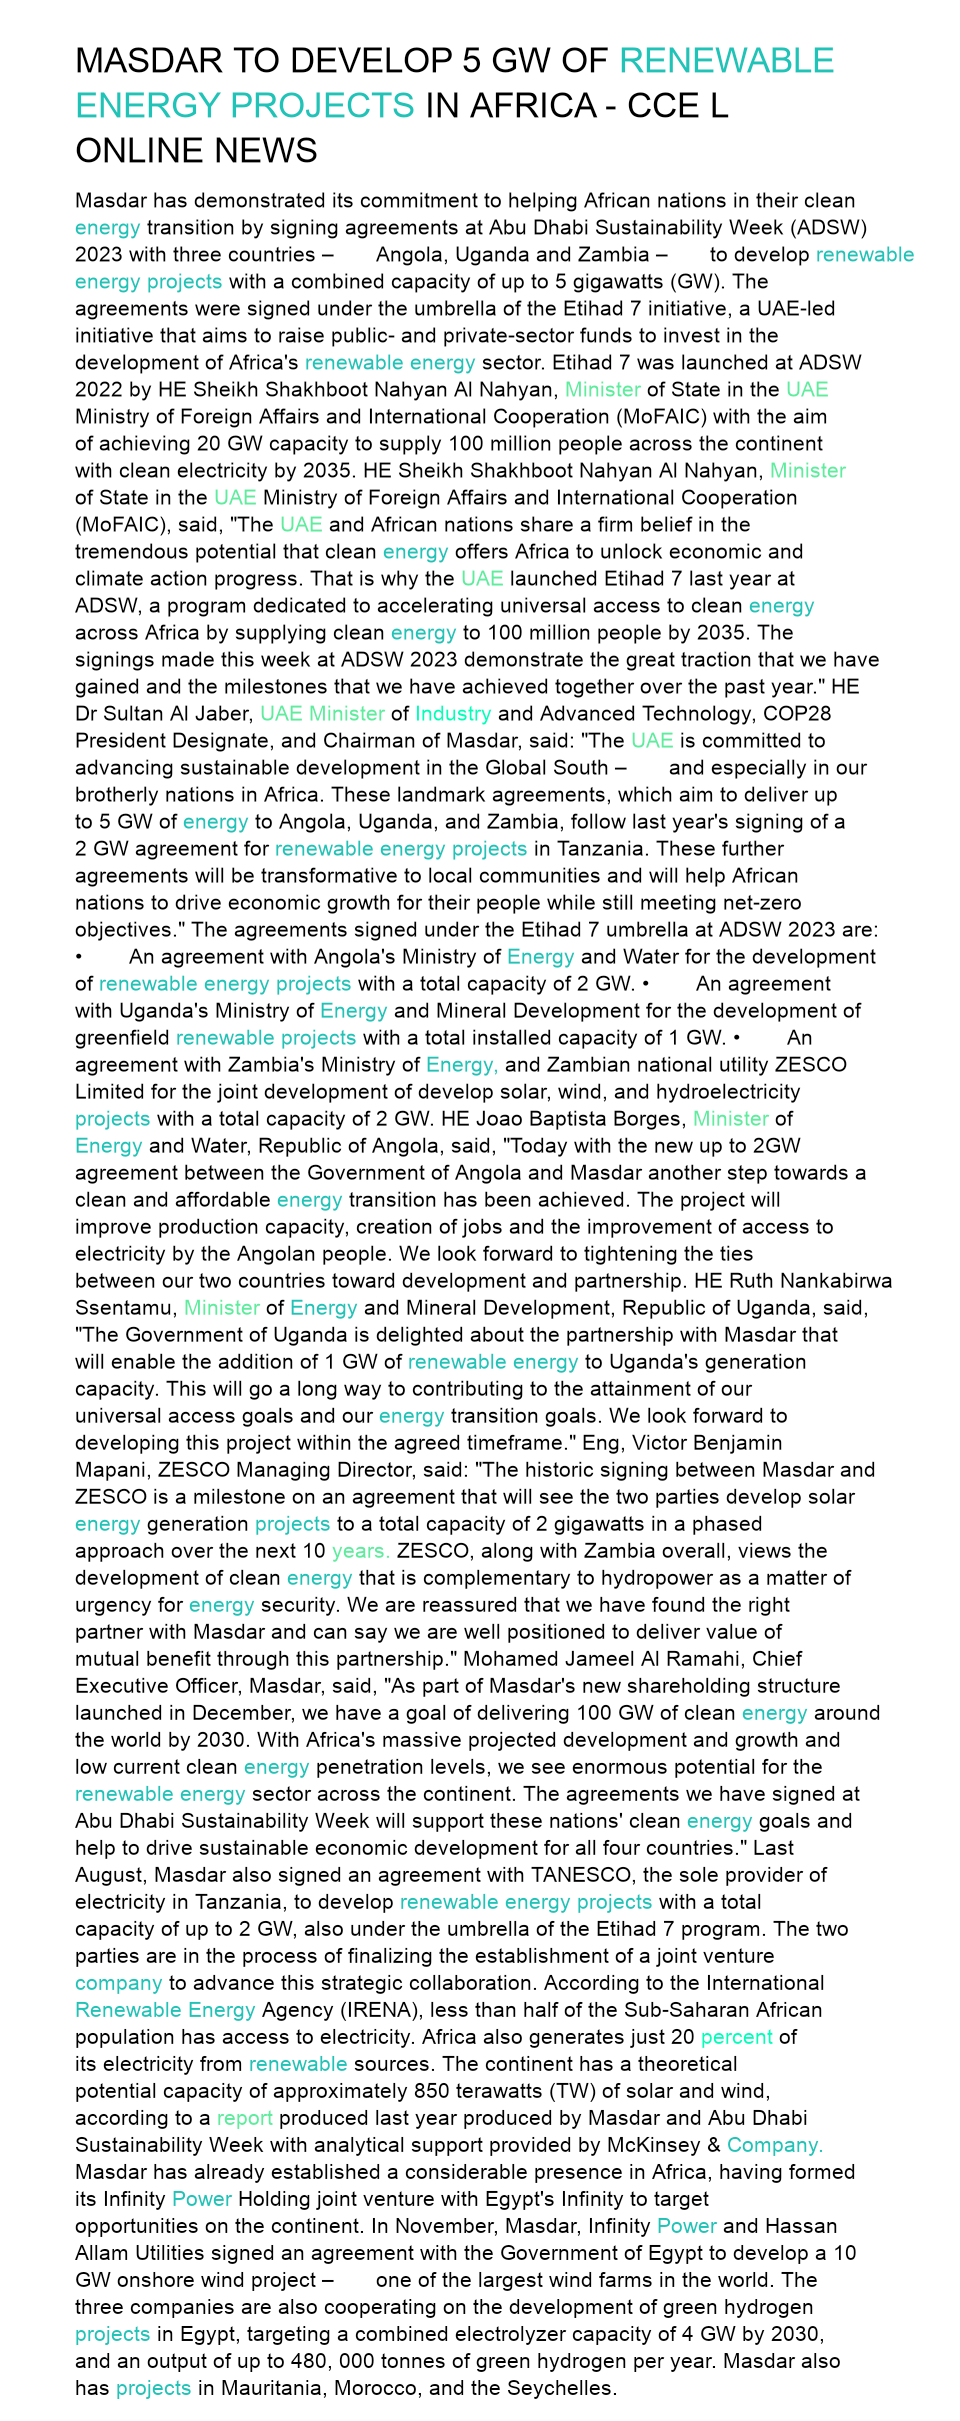 MASDAR TO DEVELOP 5 GW OF RENEWABLE
ENERGY PROJECTS IN AFRICA - CCE L
ONLINE NEWS
Masdar has demonstrated its commitment to helping African nations in their clean
energy transition by signing agreements at Abu Dhabi Sustainability Week (ADSW)
2023 with three countries – Angola, Uganda and Zambia – to develop renewable
energy projects with a combined capacity of up to 5 gigawatts (GW). The
agreements were signed under the umbrella of the Etihad 7 initiative, a UAE-led
initiative that aims to raise public- and private-sector funds to invest in the
development of Africa's renewable energy sector. Etihad 7 was launched at ADSW
2022 by HE Sheikh Shakhboot Nahyan Al Nahyan, Minister of State in the UAE
Ministry of Foreign Affairs and International Cooperation (MoFAIC) with the aim
of achieving 20 GW capacity to supply 100 million people across the continent
with clean electricity by 2035. HE Sheikh Shakhboot Nahyan Al Nahyan, Minister
of State in the UAE Ministry of Foreign Affairs and International Cooperation
(MoFAIC), said, "The UAE and African nations share a firm belief in the
tremendous potential that clean energy offers Africa to unlock economic and
climate action progress. That is why the UAE launched Etihad 7 last year at
ADSW, a program dedicated to accelerating universal access to clean energy
across Africa by supplying clean energy to 100 million people by 2035. The
signings made this week at ADSW 2023 demonstrate the great traction that we have
gained and the milestones that we have achieved together over the past year." HE
Dr Sultan Al Jaber, UAE Minister of Industry and Advanced Technology, COP28
President Designate, and Chairman of Masdar, said: "The UAE is committed to
advancing sustainable development in the Global South – and especially in our
brotherly nations in Africa. These landmark agreements, which aim to deliver up
to 5 GW of energy to Angola, Uganda, and Zambia, follow last year's signing of a
2 GW agreement for renewable energy projects in Tanzania. These further
agreements will be transformative to local communities and will help African
nations to drive economic growth for their people while still meeting net-zero
objectives." The agreements signed under the Etihad 7 umbrella at ADSW 2023 are:
• An agreement with Angola's Ministry of Energy and Water for the development
of renewable energy projects with a total capacity of 2 GW. • An agreement
with Uganda's Ministry of Energy and Mineral Development for the development of
greenfield renewable projects with a total installed capacity of 1 GW. • An
agreement with Zambia's Ministry of Energy, and Zambian national utility ZESCO
Limited for the joint development of develop solar, wind, and hydroelectricity
projects with a total capacity of 2 GW. HE Joao Baptista Borges, Minister of
Energy and Water, Republic of Angola, said, "Today with the new up to 2GW
agreement between the Government of Angola and Masdar another step towards a
clean and affordable energy transition has been achieved. The project will
improve production capacity, creation of jobs and the improvement of access to
electricity by the Angolan people. We look forward to tightening the ties
between our two countries toward development and partnership. HE Ruth Nankabirwa
Ssentamu, Minister of Energy and Mineral Development, Republic of Uganda, said,
"The Government of Uganda is delighted about the partnership with Masdar that
will enable the addition of 1 GW of renewable energy to Uganda's generation
capacity. This will go a long way to contributing to the attainment of our
universal access goals and our energy transition goals. We look forward to
developing this project within the agreed timeframe." Eng, Victor Benjamin
Mapani, ZESCO Managing Director, said: "The historic signing between Masdar and
ZESCO is a milestone on an agreement that will see the two parties develop solar
energy generation projects to a total capacity of 2 gigawatts in a phased
approach over the next 10 years. ZESCO, along with Zambia overall, views the
development of clean energy that is complementary to hydropower as a matter of
urgency for energy security. We are reassured that we have found the right
partner with Masdar and can say we are well positioned to deliver value of
mutual benefit through this partnership." Mohamed Jameel Al Ramahi, Chief
Executive Officer, Masdar, said, "As part of Masdar's new shareholding structure
launched in December, we have a goal of delivering 100 GW of clean energy around
the world by 2030. With Africa's massive projected development and growth and
low current clean energy penetration levels, we see enormous potential for the
renewable energy sector across the continent. The agreements we have signed at
Abu Dhabi Sustainability Week will support these nations' clean energy goals and
help to drive sustainable economic development for all four countries." Last
August, Masdar also signed an agreement with TANESCO, the sole provider of
electricity in Tanzania, to develop renewable energy projects with a total
capacity of up to 2 GW, also under the umbrella of the Etihad 7 program. The two
parties are in the process of finalizing the establishment of a joint venture
company to advance this strategic collaboration. According to the International
Renewable Energy Agency (IRENA), less than half of the Sub-Saharan African
population has access to electricity. Africa also generates just 20 percent of
its electricity from renewable sources. The continent has a theoretical
potential capacity of approximately 850 terawatts (TW) of solar and wind,
according to a report produced last year produced by Masdar and Abu Dhabi
Sustainability Week with analytical support provided by McKinsey & Company.
Masdar has already established a considerable presence in Africa, having formed
its Infinity Power Holding joint venture with Egypt's Infinity to target
opportunities on the continent. In November, Masdar, Infinity Power and Hassan
Allam Utilities signed an agreement with the Government of Egypt to develop a 10
GW onshore wind project – one of the largest wind farms in the world. The
three companies are also cooperating on the development of green hydrogen
projects in Egypt, targeting a combined electrolyzer capacity of 4 GW by 2030,
and an output of up to 480, 000 tonnes of green hydrogen per year. Masdar also
has projects in Mauritania, Morocco, and the Seychelles.